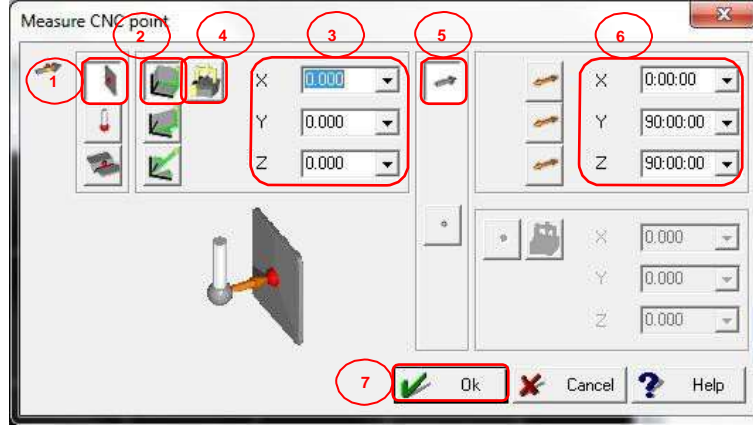 Measure CNC point
2 4 3 5 6
1
X 0.000 X 0:00:00
Y 0.000 Y 90:00:00
Z 0.000 Z 90:00:00
X 0.000
Y 0.000
Z 0.000
7 Ok Cancel Help